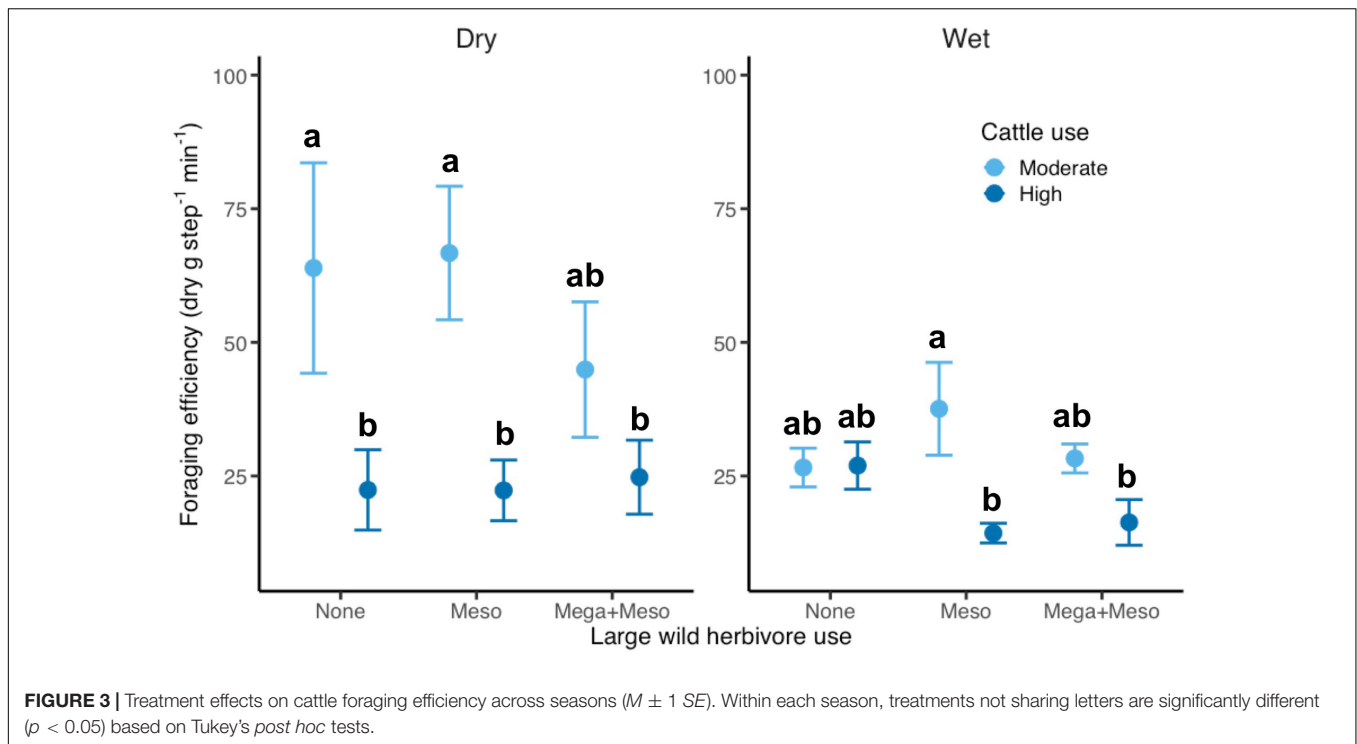 Dry
Wet
Foraging efficiency (dry g step⁻¹ min⁻¹)
100
75
50
25
a
b
a
b
ab
b
None
Meso
Mega+Meso
100
75
50
25
Cattle use
Moderate
High
ab
ab
a
b
ab
b
None
Meso
Mega+Meso
Large wild herbivore use
FIGURE 3 | Treatment effects on cattle foraging efficiency across seasons (M ± 1 SE). Within each season, treatments not sharing letters are significantly different
(p < 0.05) based on Tukey's post hoc tests.